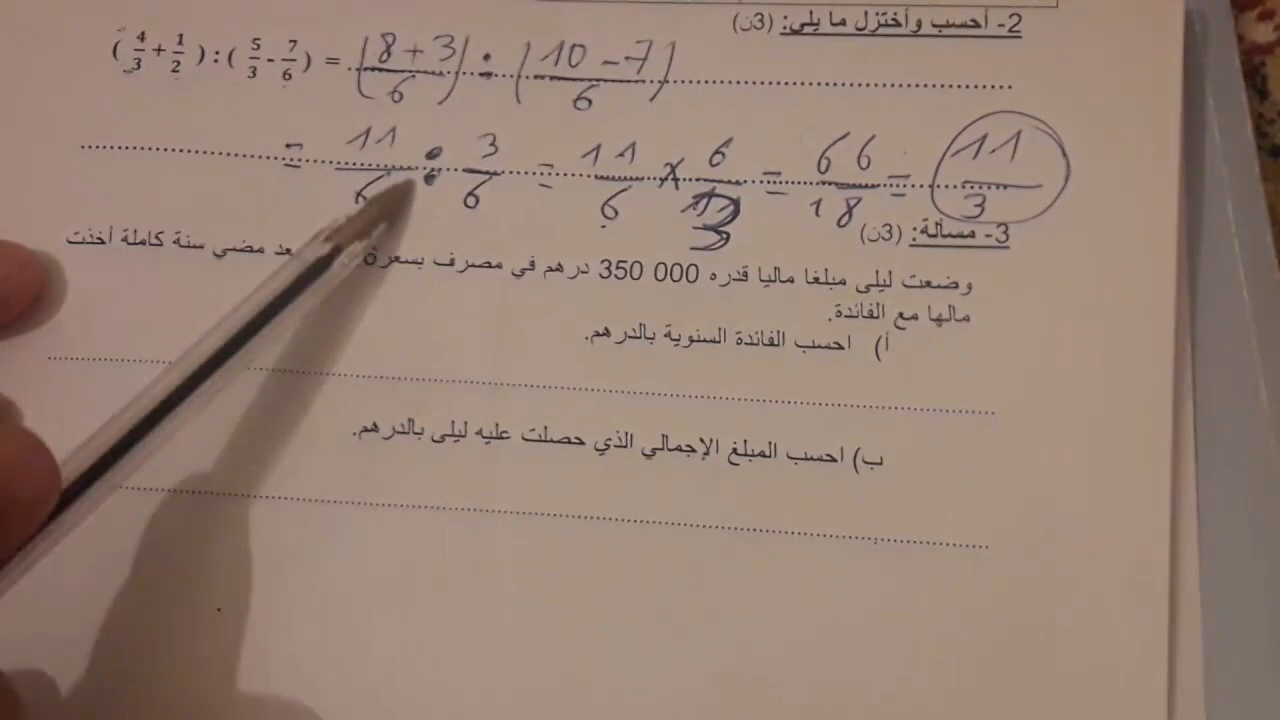 2- أحسب وأختزل ما يلي: (3ن)
( 4/3 + 1/2 ) : ( 5/3 - 7/6 ) = (8+3/6) : (10-7/6)
= 11/6 : 3/6 = 11/6 × 6/3 = 66/18 = 11/3
3- مسألة: (3ن)
وضعت ليلى مبلغا ماليا قدره 000 350 درهم في مصرف بسعرة عد مضي سنة كاملة أخذت
مالها مع الفائدة.
أ) احسب الفائدة السنوية بالدرهم.
ب) احسب المبلغ الإجمالي الذي حصلت عليه ليلى بالدرهم.